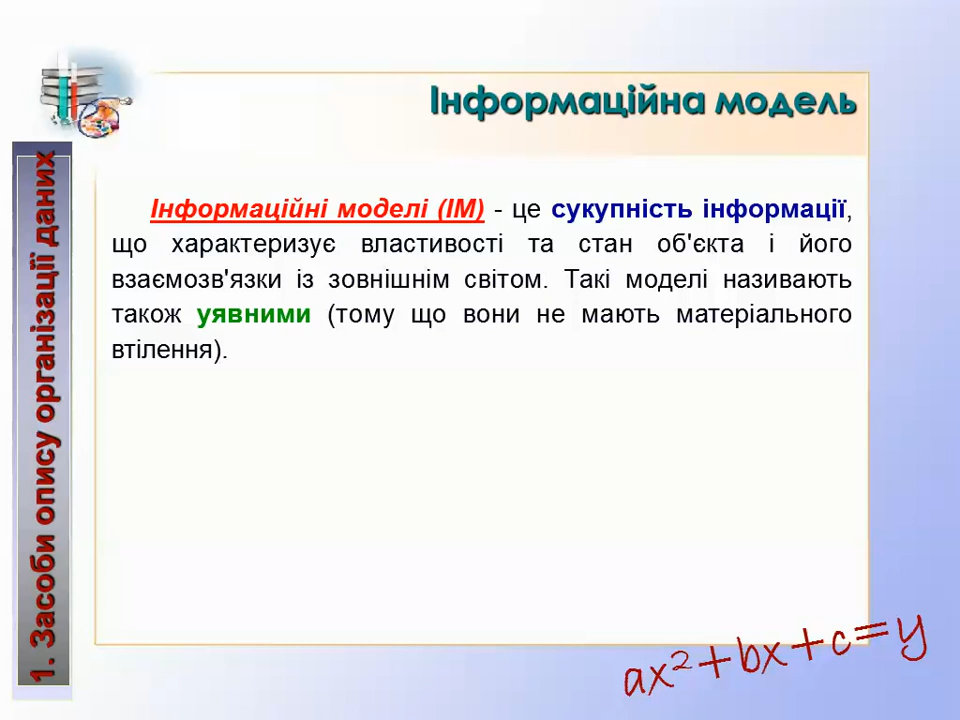 Інформаційна модель
1. Засоби опису організації даних
Інформаційні моделі (ІМ) - це сукупність інформації,
що характеризує властивості та стан об'єкта і його
взаємозв'язки із зовнішнім світом. Такі моделі називають
також уявними (тому що вони не мають матеріального
втілення).
ax²+bx+c=y